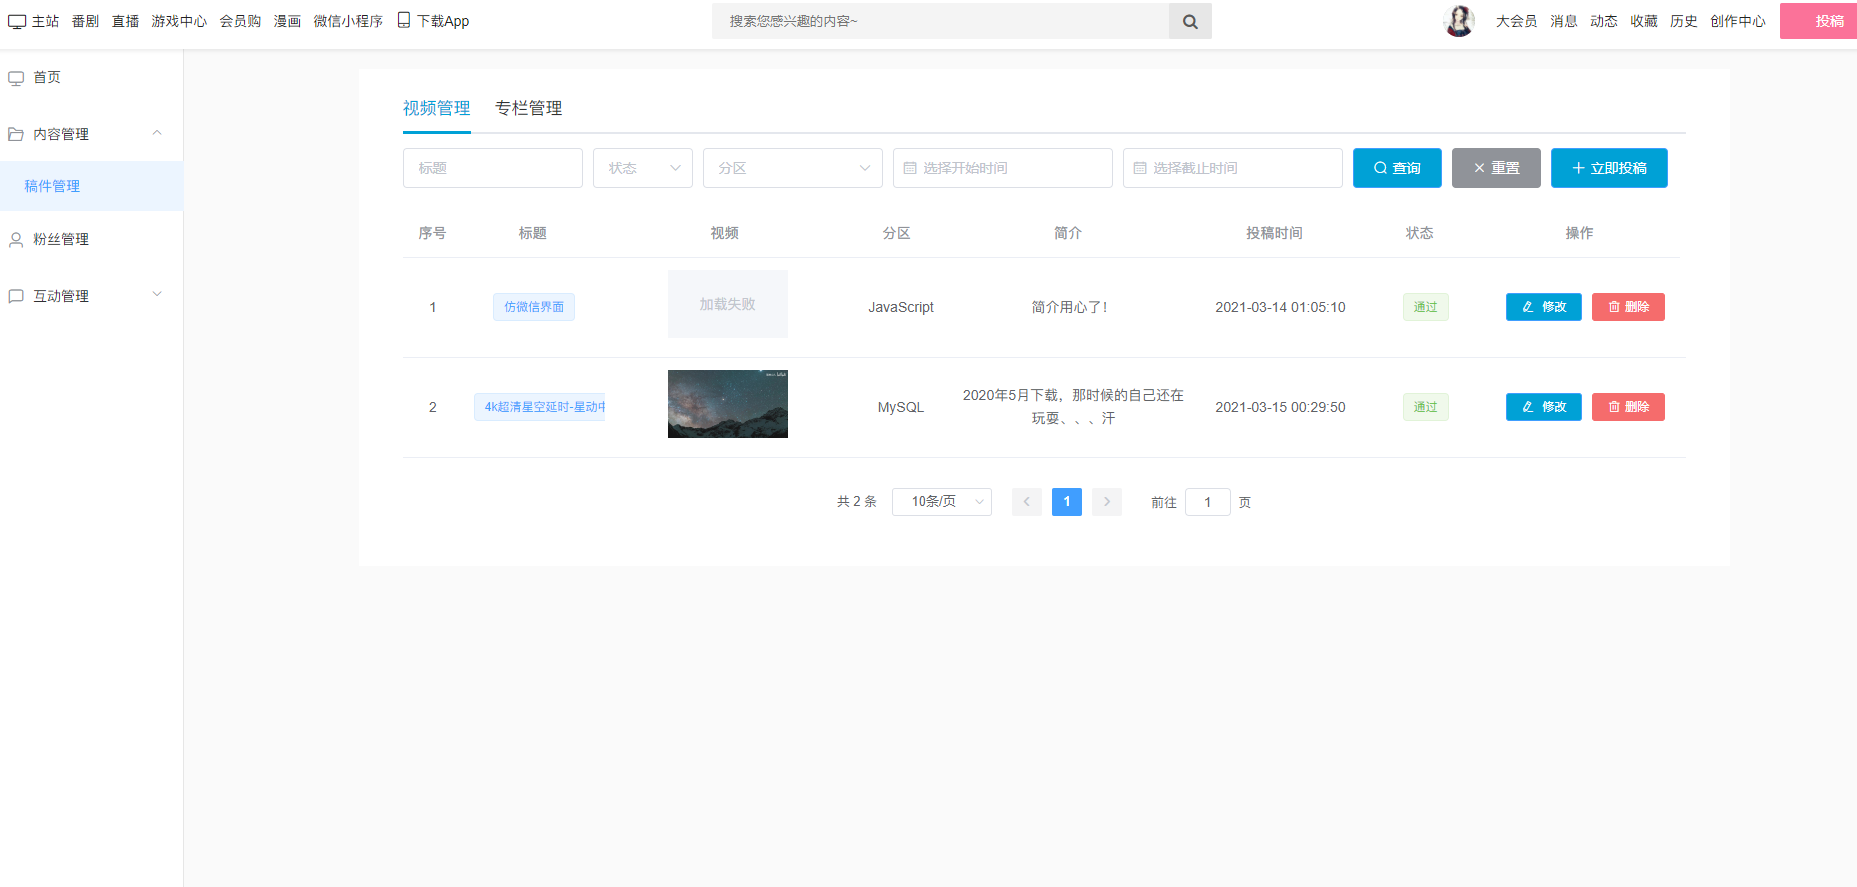 主站 番剧 直播 游戏中心 会员购 漫画 微信小程序 下载App 搜索您感兴趣的内容~ 大会员 消息 动态 收藏 历史 创作中心 投稿
首页
内容管理
稿件管理
粉丝管理
互动管理
视频管理 专栏管理
标题 状态 分区 选择开始时间 选择截止时间 查询 重置 立即投稿
序号 标题 视频 分区 简介 投稿时间 状态 操作
1 仿微信界面 加载失败 JavaScript 简介用心了! 2021-03-14 01:05:10 通过 修改 删除
2 4k超清星空延时-星动中 MySQL 2020年5月下载，那时候的自己还在 2021-03-15 00:29:50 通过 修改 删除
玩耍、、、汗
共 2 条 10条/页 1 前往 1 页